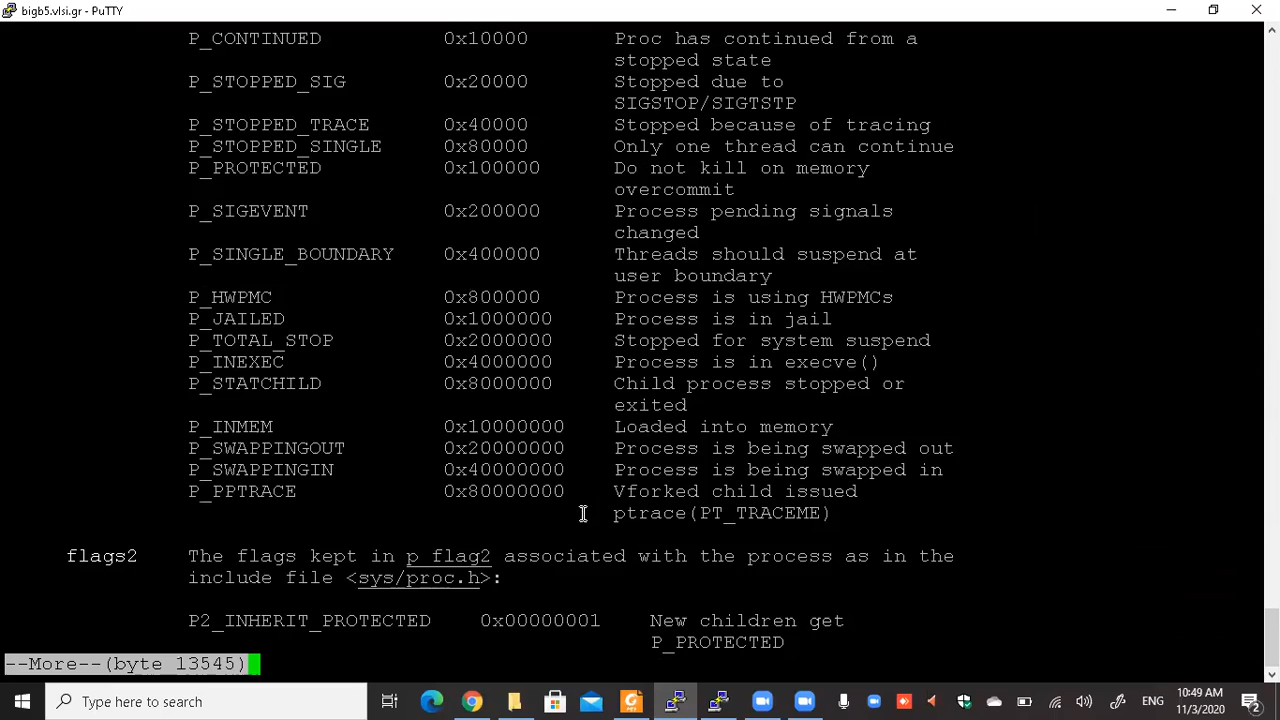 bigb5.vlsi.gr - PuTTY
P_CONTINUED 0x10000 Proc has continued from a
stopped state
P_STOPPED_SIG 0x20000 Stopped due to
SIGSTOP/SIGTSTP
P_STOPPED_TRACE 0x40000 Stopped because of tracing
P_STOPPED_SINGLE 0x80000 Only one thread can continue
P_PROTECTED 0x100000 Do not kill on memory
overcommit
P_SIGEVENT 0x200000 Process pending signals
changed
P_SINGLE_BOUNDARY 0x400000 Threads should suspend at
user boundary
P_HWPMC 0x800000 Process is using HWPMCs
P_JAILED 0x1000000 Process is in jail
P_TOTAL_STOP 0x2000000 Stopped for system suspend
P_INEXEC 0x4000000 Process is in execve()
P_STATCHILD 0x8000000 Child process stopped or
exited
P_INMEM 0x10000000 Loaded into memory
P_SWAPPINGOUT 0x20000000 Process is being swapped out
P_SWAPPINGIN 0x40000000 Process is being swapped in
P_PPTRACE 0x80000000 Vforked child issued
ptrace(PT_TRACEME)
flags2 The flags kept in p_flag2 associated with the process as in the
include file <sys/proc.h>:
P2_INHERIT_PROTECTED 0x00000001 New children get
P_PROTECTED
--More--(byte 13545)
Type here to search
ENG
10:49 AM
11/3/2020
2